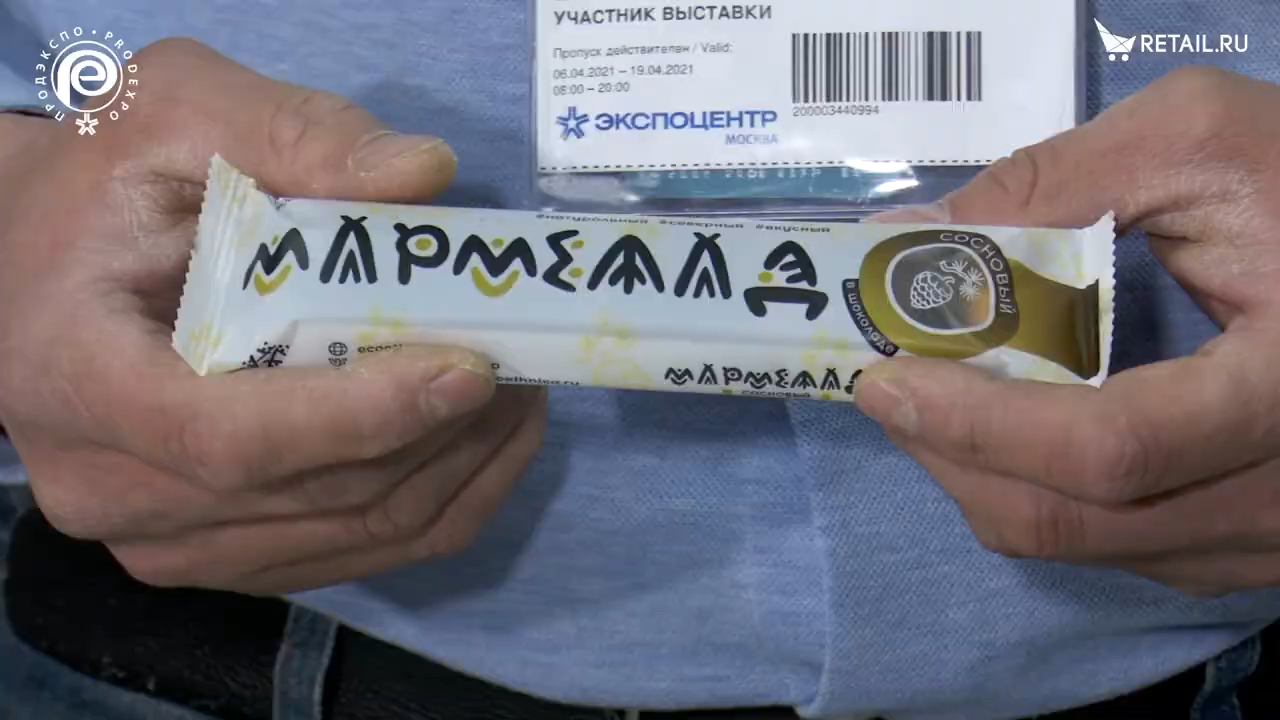 ПРОДЭКСПО • PRODEXPO
RETAIL.RU
УЧАСТНИК ВЫСТАВКИ
Пропуск действителен / Valid:
06.04.2021 – 19.04.2021
08:00 – 20:00
200003440994
ЭКСПОЦЕНТР
МОСКВА
#натуральный #северный #вкусный
МАРМЕЛАД
СОСНОВЫЙ
В ШОКОЛАДЕ
МАРМЕЛАД
СОСНОВЫЙ